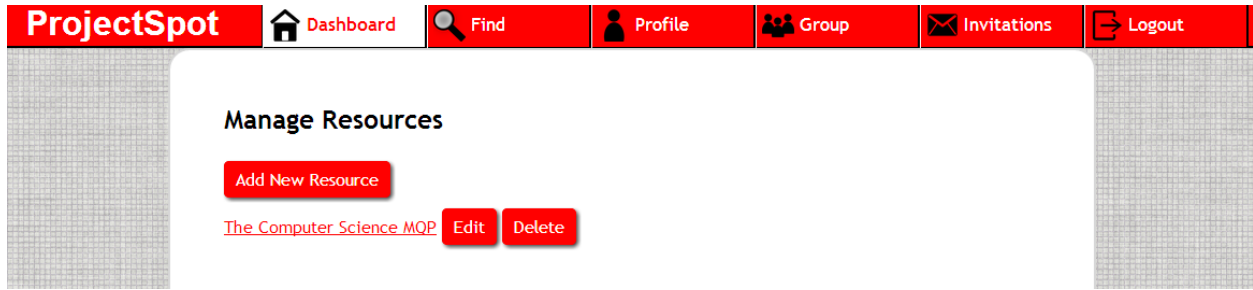 ProjectSpot Dashboard Find Profile Group Invitations Logout
Manage Resources
Add New Resource
The Computer Science MQP Edit Delete